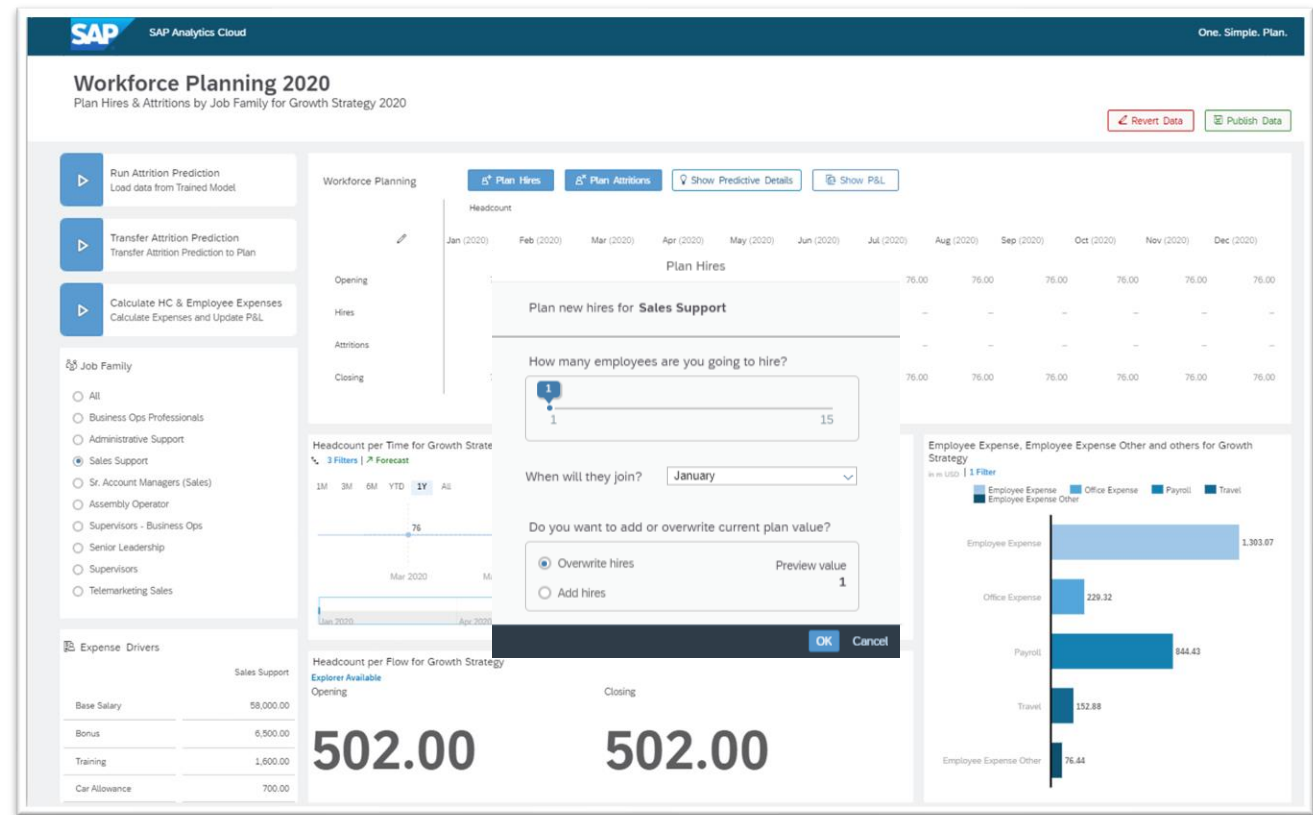 SAP
SAP Analytics Cloud
One. Simple. Plan.
Workforce Planning 2020
Plan Hires & Attritions by Job Family for Growth Strategy 2020
Revert Data
Publish Data
Run Attrition Prediction
Load data from Trained Model
Transfer Attrition Prediction
Transfer Attrition Prediction to Plan
Calculate HC & Employee Expenses
Calculate Expenses and Update P&L
Job Family
All
Business Ops Professionals
Administrative Support
Sales Support
Sr. Account Managers (Sales)
Assembly Operator
Supervisors - Business Ops
Senior Leadership
Supervisors
Telemarketing Sales
Expense Drivers
Sales Support
Base Salary 58,000.00
Bonus 6,500.00
Training 1,600.00
Car Allowance 700.00
Workforce Planning
Plan Hires
Plan Attritions
Show Predictive Details
Show P&L
Headcount
Jan (2020) Feb (2020) Mar (2020) Apr (2020) May (2020) Jun (2020) Jul (2020) Aug (2020) Sep (2020) Oct (2020) Nov (2020) Dec (2020)
Opening 76.00 76.00 76.00 76.00 76.00 76.00
Hires – – – – – –
Attritions – – – – – –
Closing 76.00 76.00 76.00 76.00 76.00 76.00
Plan Hires
Plan new hires for Sales Support
How many employees are you going to hire?
1
1 15
When will they join? January
Do you want to add or overwrite current plan value?
Overwrite hires
Add hires
Preview value
1
OK Cancel
Headcount per Time for Growth Strate
3 Filters | Forecast
1M 3M 6M YTD 1Y All
76
Mar 2020
Jan 2020 Apr 2020
Headcount per Flow for Growth Strategy
Explorer Available
Opening Closing
502.00 502.00
Employee Expense, Employee Expense Other and others for Growth
Strategy
in m USD | 1 Filter
Employee Expense Office Expense Payroll Travel
Employee Expense Other
Employee Expense 1,303.07
Office Expense 229.32
Payroll 844.43
Travel 152.88
Employee Expense Other 76.44